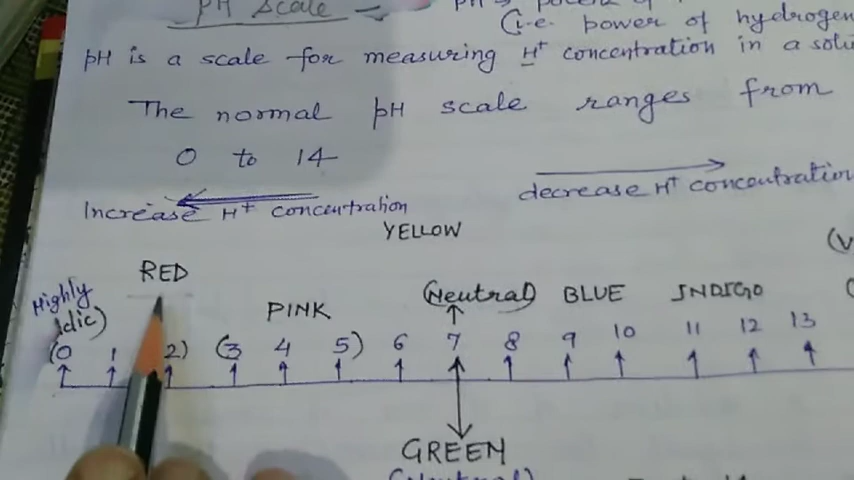 pH Scale
(i.e power of hydrogen
pH is a scale for measuring H+ concentration in a
The normal pH scale ranges from
0 to 14
Increase H+ concentration
decrease H+ concentration
YELLOW
RED
Highly
PINK
(Neutral)
BLUE
INDIGO
(0 1 2) (3 4 5) 6 7 8 9 10 11 12 13
GREEN